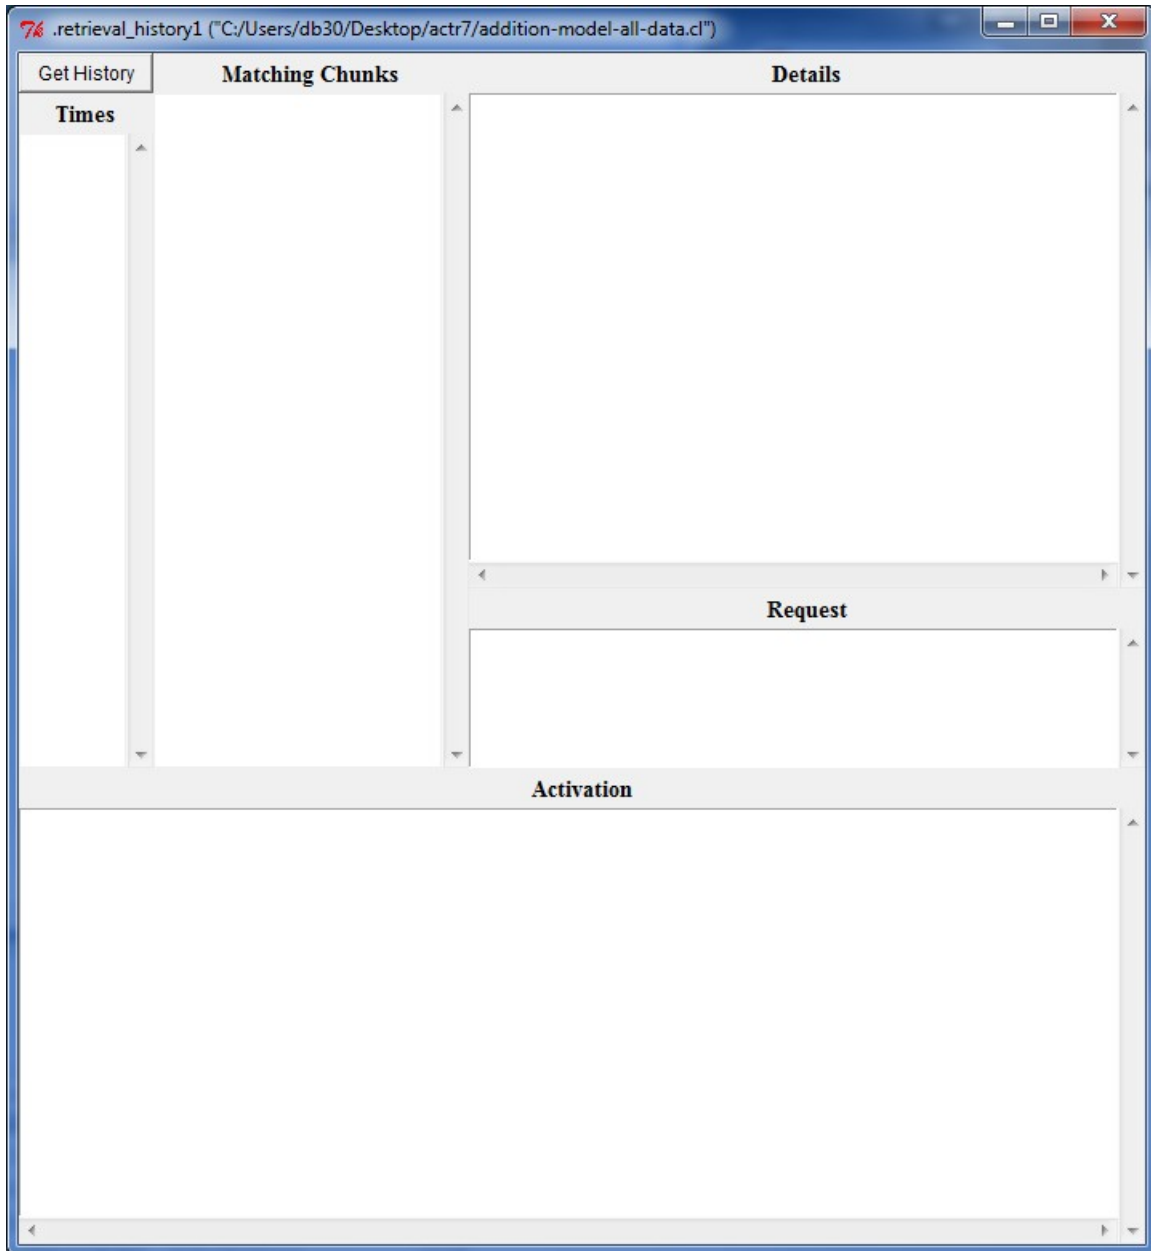 .retrieval_history1 ("C:/Users/db30/Desktop/actr7/addition-model-all-data.cl")
Get History
Matching Chunks
Details
Times
Request
Activation